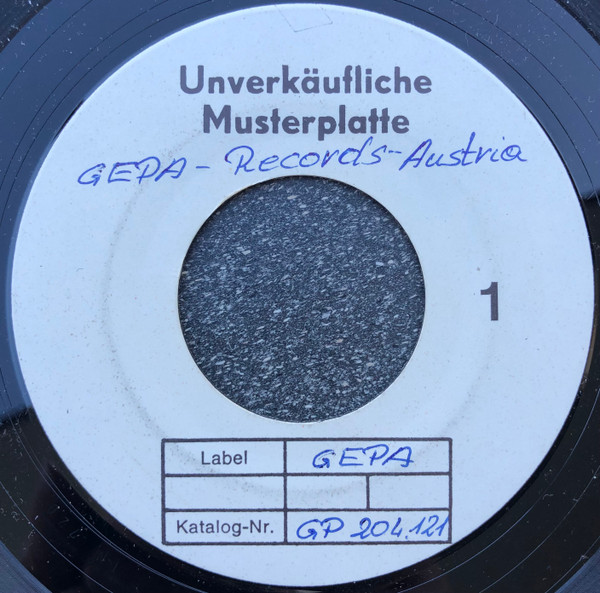 Unverkäufliche
Musterplatte
GEPA - Records - Austria
1
Label GEPA
Katalog-Nr. GP 204.121